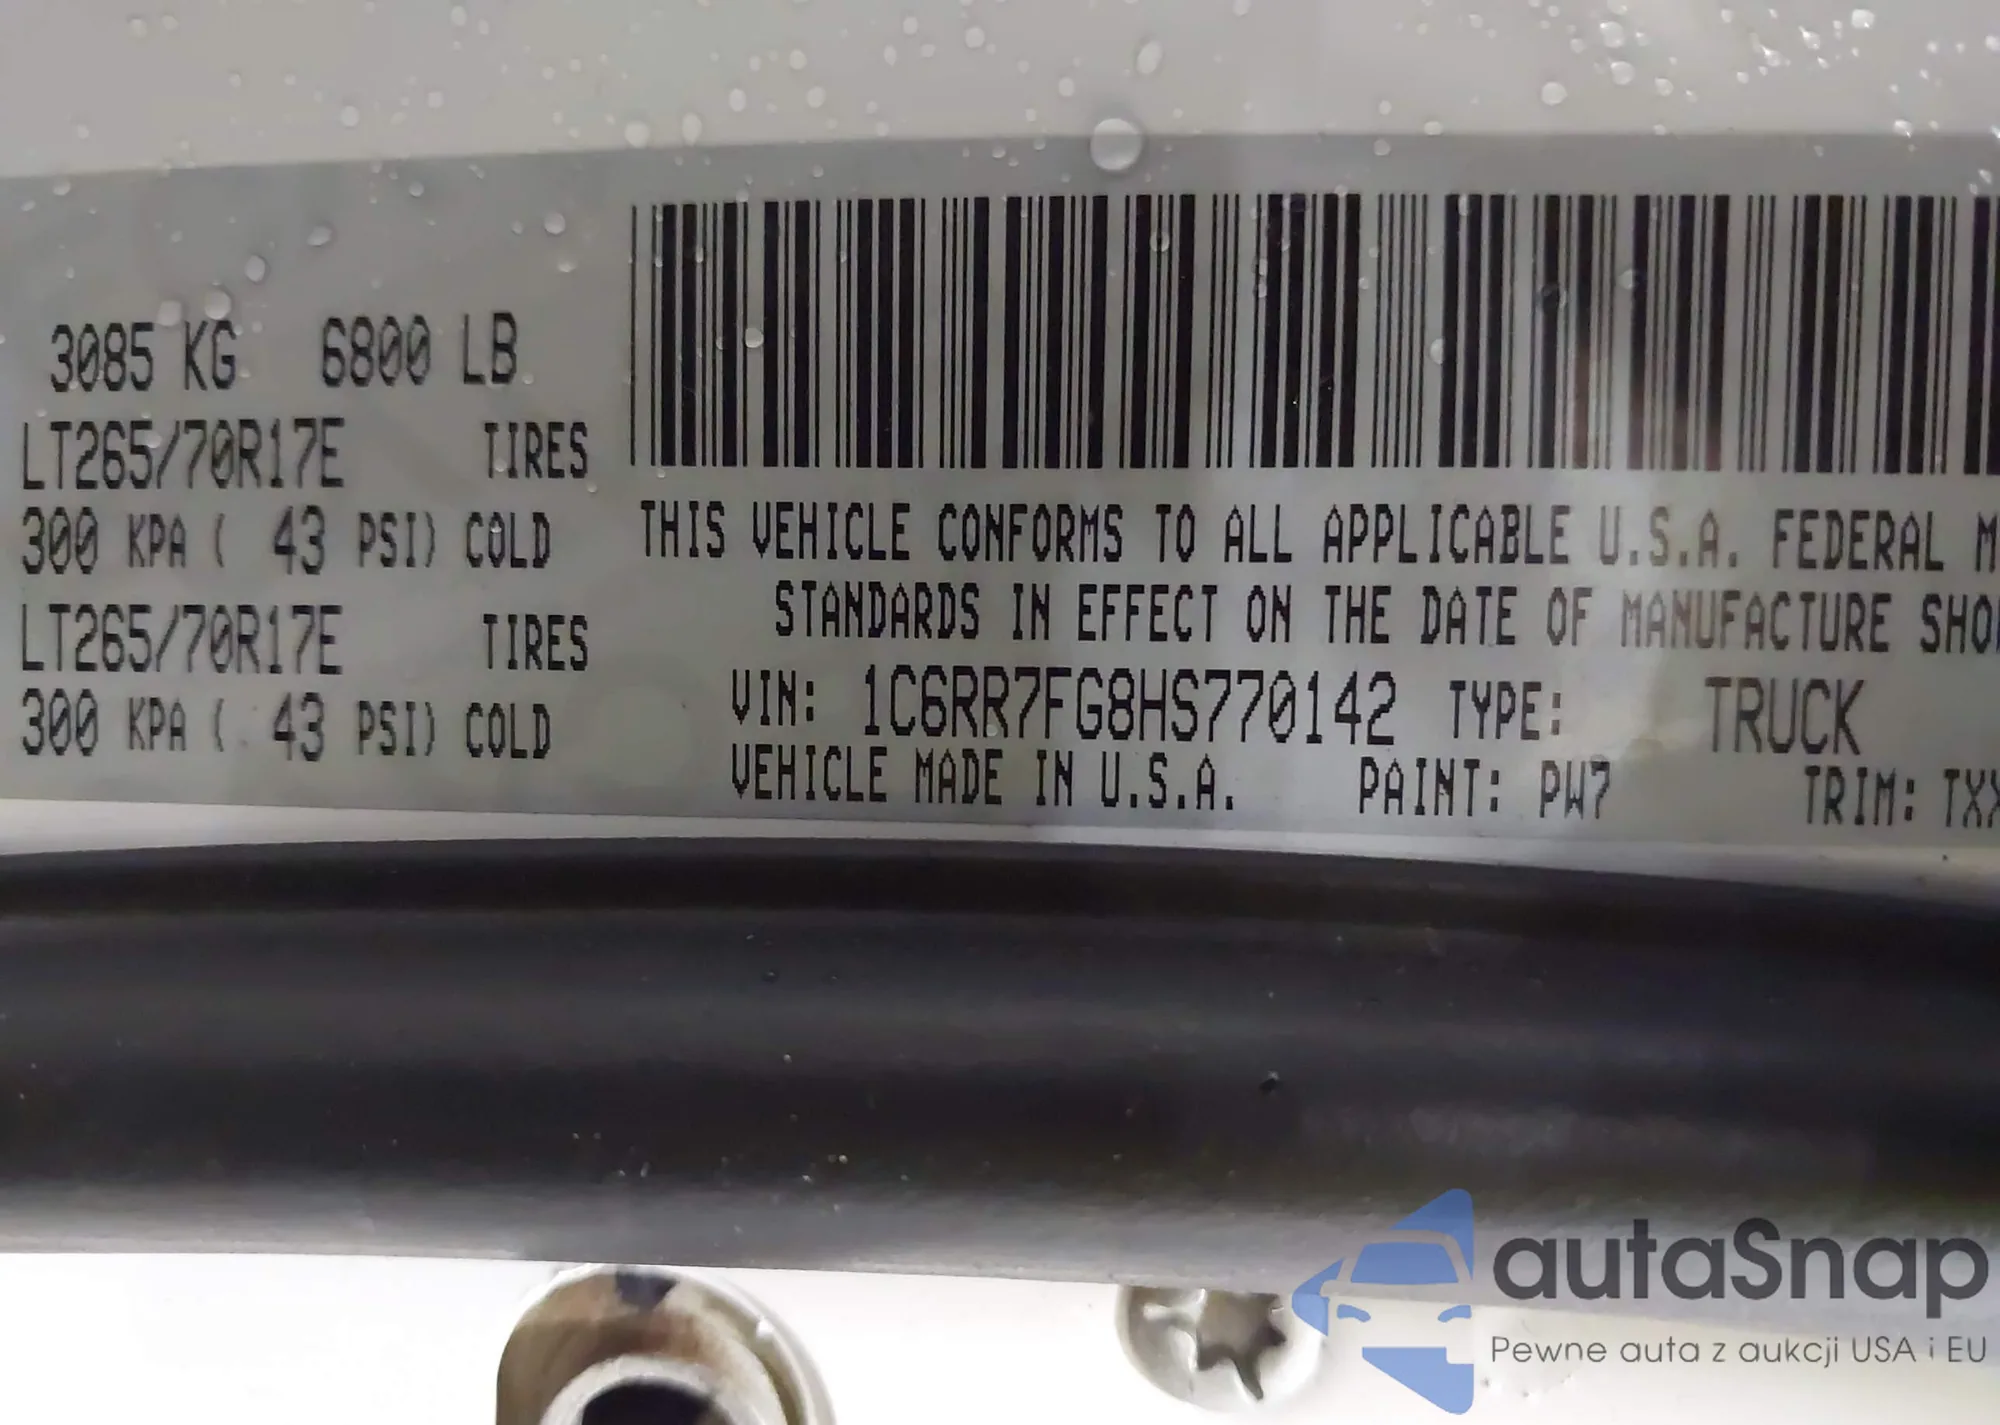 3085 KG 6800 LB
LT265/70R17E TIRES
300 KPA ( 43 PSI) COLD
LT265/70R17E TIRES
300 KPA ( 43 PSI) COLD
THIS VEHICLE CONFORMS TO ALL APPLICABLE U.S.A. FEDERAL M
STANDARDS IN EFFECT ON THE DATE OF MANUFACTURE SHO
VIN: 1C6RR7FG8HS770142 TYPE: TRUCK
VEHICLE MADE IN U.S.A. PAINT: PW7 TRIM: TXX
autaSnap
Pewne auta z aukcji USA i EU